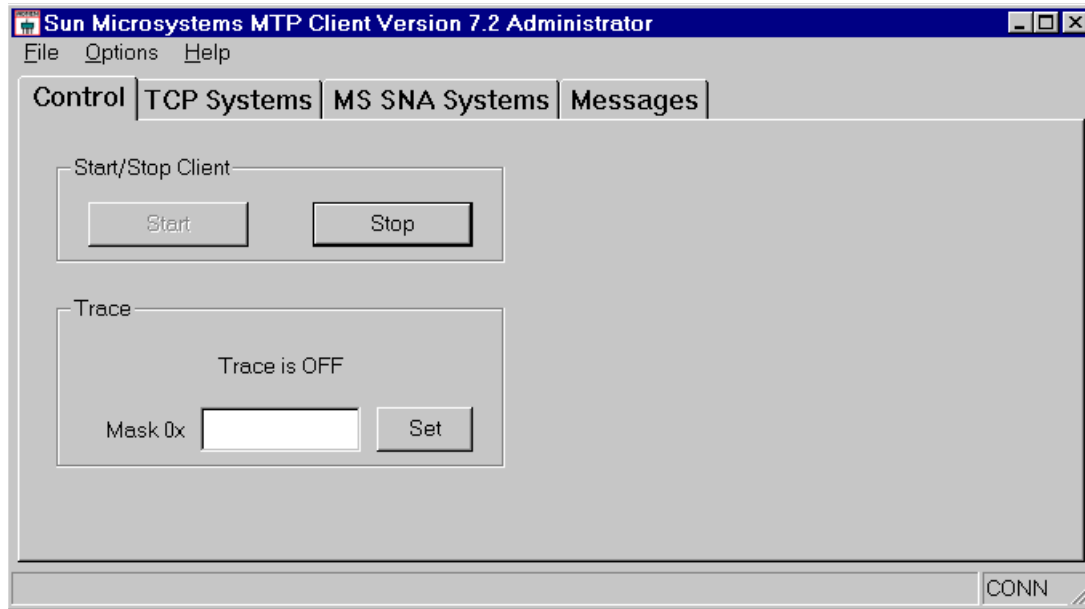 Sun Microsystems MTP Client Version 7.2 Administrator
File Options Help
Control TCP Systems MS SNA Systems Messages
Start/Stop Client
Start Stop
Trace
Trace is OFF
Mask 0x Set
CONN